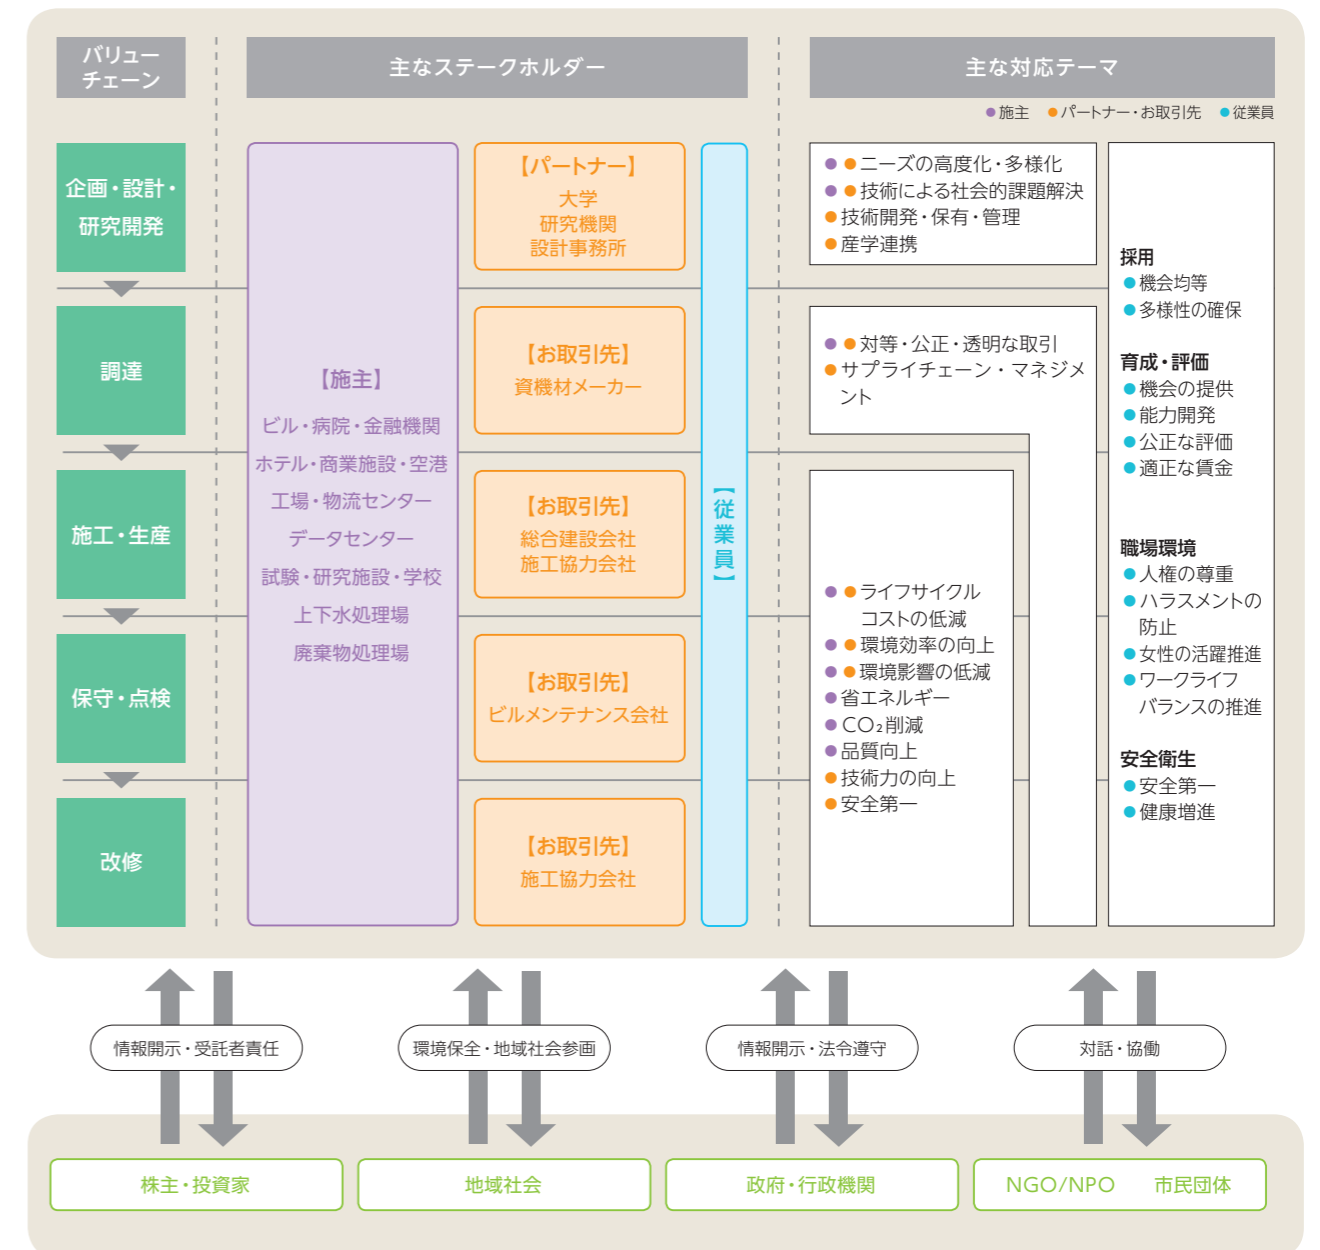 バリュー
チェーン
主なステークホルダー
主な対応テーマ
●施主 ●パートナー・お取引先 ●従業員
企画・設計・
研究開発
調達
施工・生産
保守・点検
改修
【施主】
ビル・病院・金融機関
ホテル・商業施設・空港
工場・物流センター
データセンター
試験・研究施設・学校
上下水処理場
廃棄物処理場
【パートナー】
大学
研究機関
設計事務所
【お取引先】
資機材メーカー
【お取引先】
総合建設会社
施工協力会社
【お取引先】
ビルメンテナンス会社
【お取引先】
施工協力会社
【従業員】
●●ニーズの高度化・多様化
●●技術による社会的課題解決
●技術開発・保有・管理
●産学連携
●●対等・公正・透明な取引
●サプライチェーン・マネジメ
ント
●●ライフサイクル
コストの低減
●●環境効率の向上
●●環境影響の低減
●省エネルギー
●CO₂削減
●品質向上
●技術力の向上
●安全第一
採用
●機会均等
●多様性の確保
育成・評価
●機会の提供
●能力開発
●公正な評価
●適正な賃金
職場環境
●人権の尊重
●ハラスメントの
防止
●女性の活躍推進
●ワークライフ
バランスの推進
安全衛生
●安全第一
●健康増進
情報開示・受託者責任
環境保全・地域社会参画
情報開示・法令遵守
対話・協働
株主・投資家
地域社会
政府・行政機関
NGO/NPO 市民団体